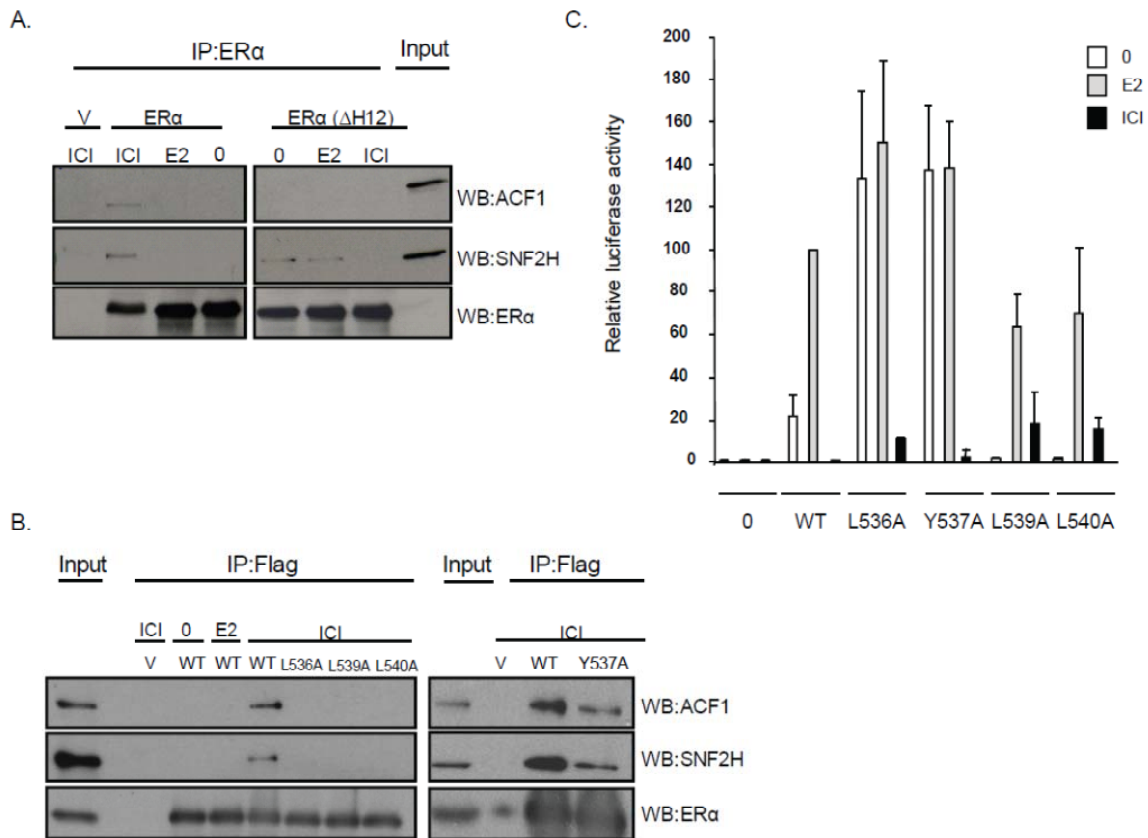 A.
IP:ERα Input
V ERα ERα (ΔH12)
ICI ICI E2 0 0 E2 ICI
WB:ACF1
WB:SNF2H
WB:ERα
B.
Input IP:Flag Input IP:Flag
ICI 0 E2 ICI ICI
V WT WT WT L536A L539A L540A V WT Y537A
WB:ACF1
WB:SNF2H
WB:ERα
C.
200
180
160
140
120
100
80
60
40
20
0
Relative luciferase activity
0
E2
ICI
0 WT L536A Y537A L539A L540A